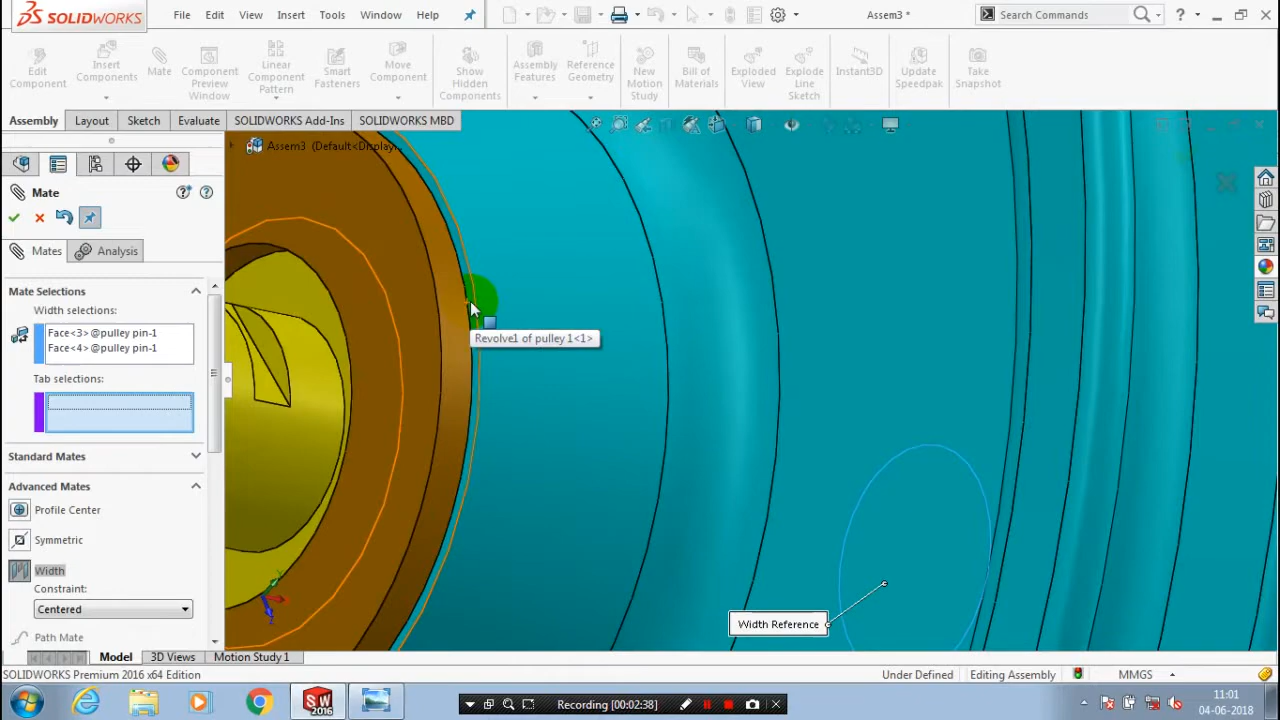 SOLIDWORKS
File Edit View Insert Tools Window Help
Assem3 *
Search Commands
Edit Component
Insert Components
Mate
Component Preview Window
Linear Component Pattern
Smart Fasteners
Move Component
Show Hidden Components
Assembly Features
Reference Geometry
New Motion Study
Bill of Materials
Exploded View
Explode Line Sketch
Instant3D
Update Speedpak
Take Snapshot
Assembly Layout Sketch Evaluate SOLIDWORKS Add-Ins SOLIDWORKS MBD
Assem3 (Default<Display...
Mate
Mates Analysis
Mate Selections
Width selections:
Face<3>@pulley pin-1
Face<4>@pulley pin-1
Tab selections:
Standard Mates
Advanced Mates
Profile Center
Symmetric
Width
Constraint:
Centered
Path Mate
Revolve1 of pulley 1<1>
Width Reference
Model 3D Views Motion Study 1
SOLIDWORKS Premium 2016 x64 Edition
Under Defined Editing Assembly MMGS
SW
2016
Recording [00:02:38]
11:01
04-06-2018